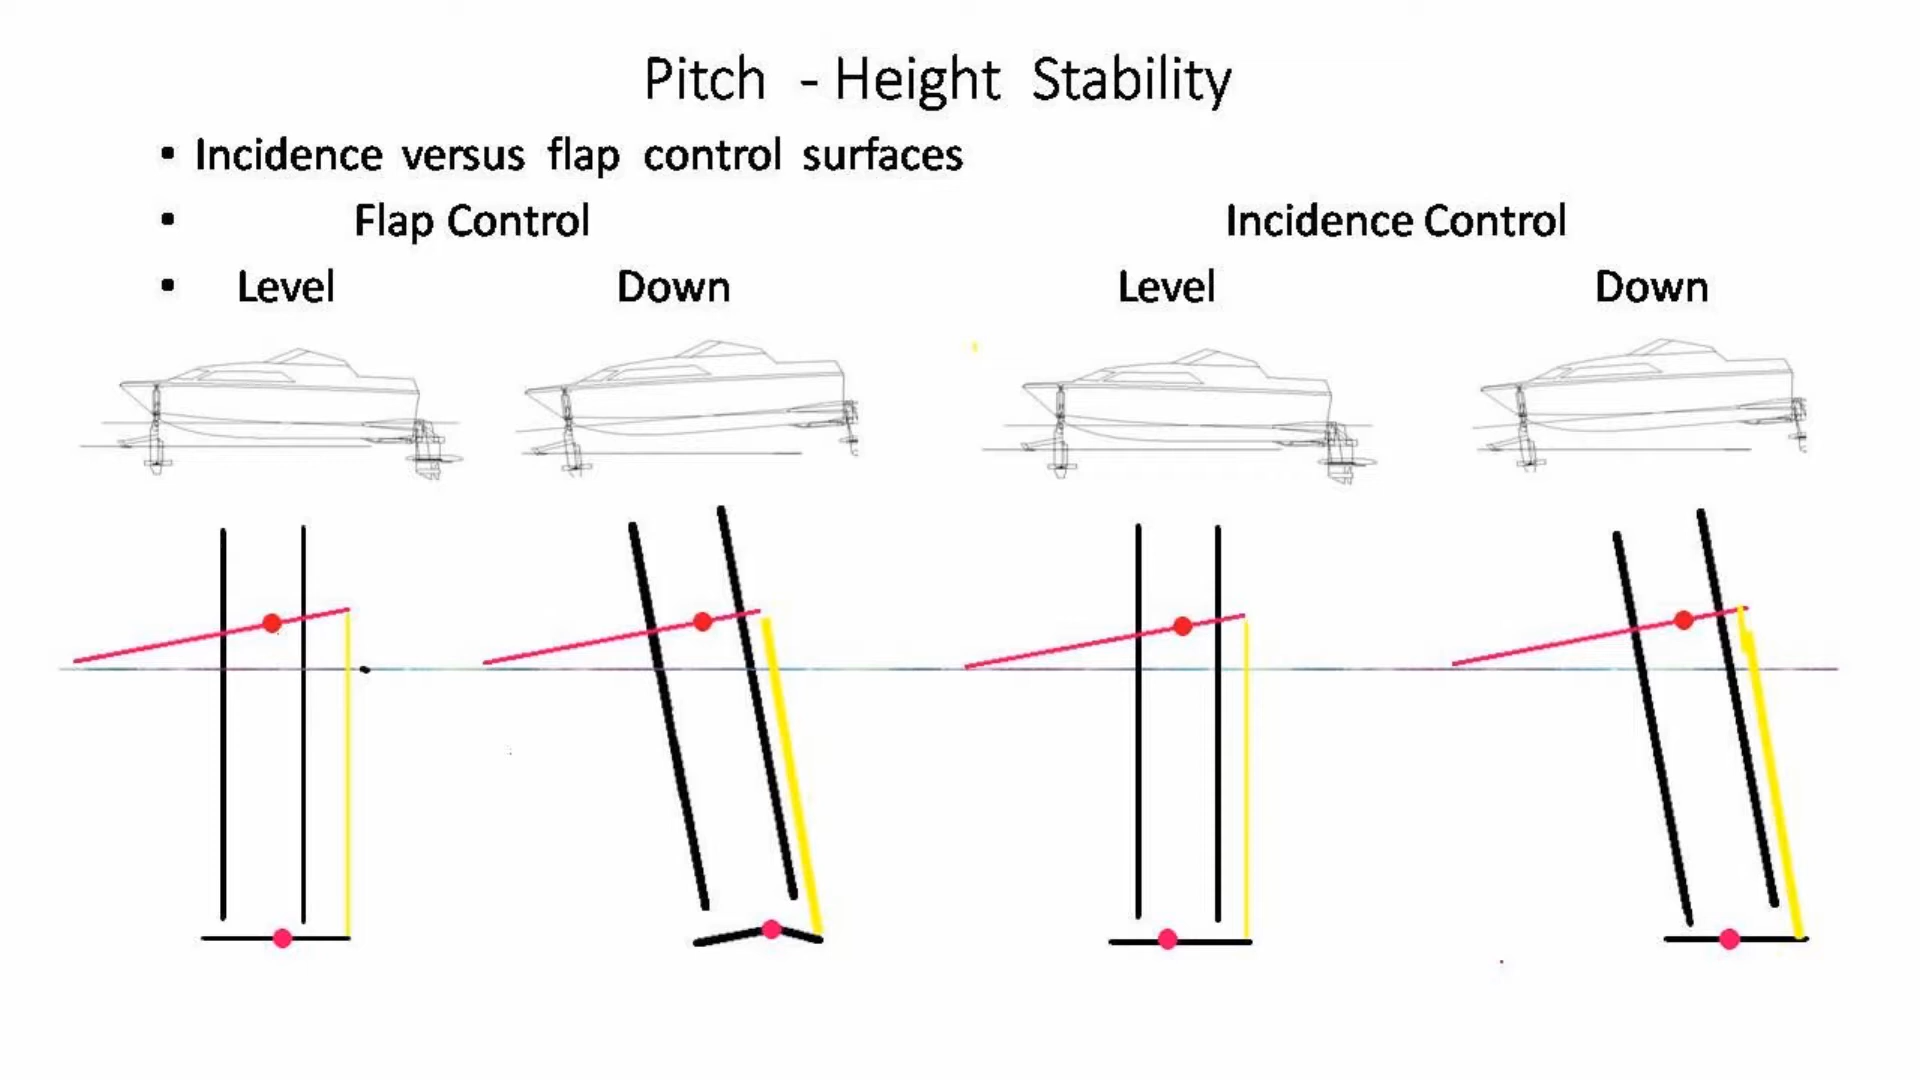 Pitch - Height Stability
• Incidence versus flap control surfaces
• Flap Control Incidence Control
• Level Down Level Down